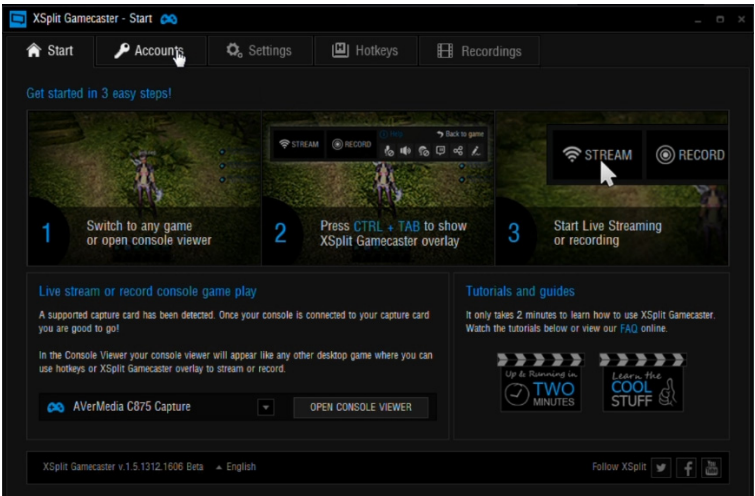 XSplit Gamecaster - Start
Start
Accounts
Settings
Hotkeys
Recordings
Get started in 3 easy steps!
1
Switch to any game
or open console viewer
STREAM
RECORD
Back to game
2
Press CTRL + TAB to show
XSplit Gamecaster overlay
STREAM
RECORD
3
Start Live Streaming
or recording
Live stream or record console game play
A supported capture card has been detected. Once your console is connected to your capture card
you are good to go!
In the Console Viewer your console viewer will appear like any other desktop game where you can
use hotkeys or XSplit Gamecaster overlay to stream or record.
AVerMedia C875 Capture
OPEN CONSOLE VIEWER
Tutorials and guides
It only takes 2 minutes to learn how to use XSplit Gamecaster.
Watch the tutorials below or view our FAQ online.
Up & Running in
TWO
MINUTES
Learn the
COOL
STUFF
XSplit Gamecaster v.1.5.1312.1606 Beta
English
Follow XSplit